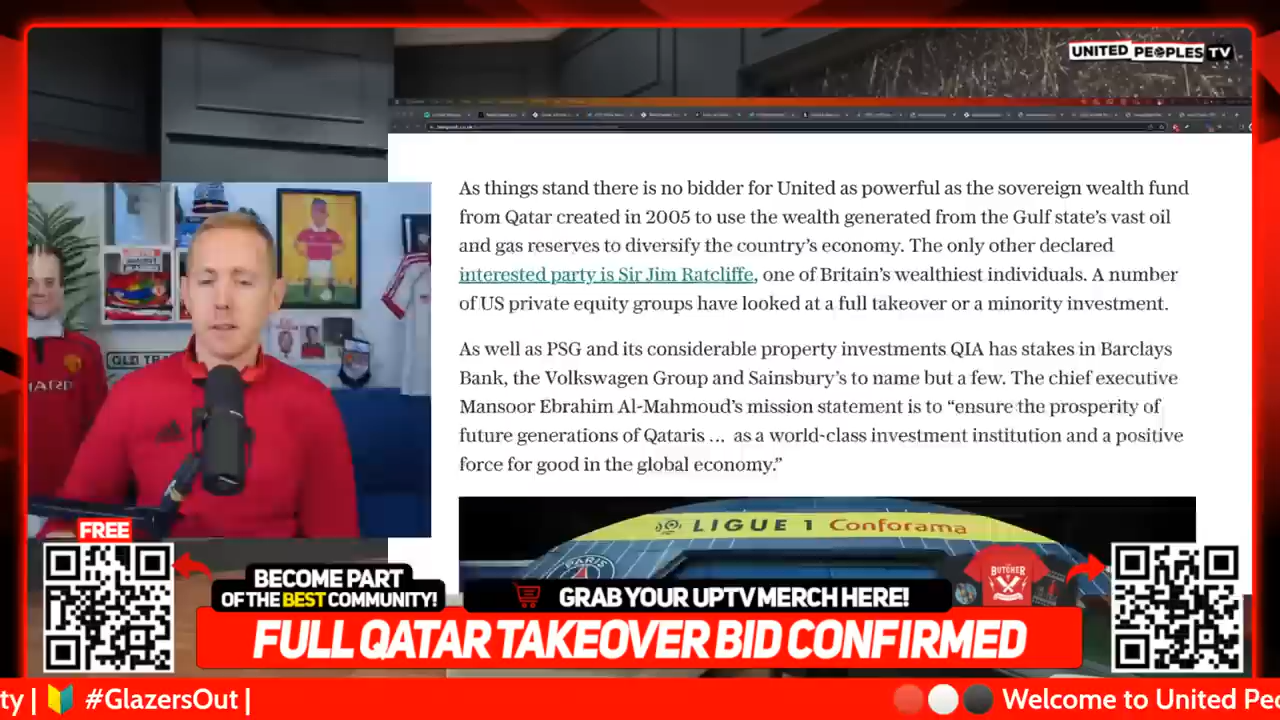 UNITED PEOPLES TV
As things stand there is no bidder for United as powerful as the sovereign wealth fund
from Qatar created in 2005 to use the wealth generated from the Gulf state's vast oil
and gas reserves to diversify the country's economy. The only other declared
interested party is Sir Jim Ratcliffe, one of Britain's wealthiest individuals. A number
of US private equity groups have looked at a full takeover or a minority investment.
As well as PSG and its considerable property investments QIA has stakes in Barclays
Bank, the Volkswagen Group and Sainsbury's to name but a few. The chief executive
Mansoor Ebrahim Al-Mahmoud's mission statement is to “ensure the prosperity of
future generations of Qataris ... as a world-class investment institution and a positive
force for good in the global economy.”
LIGUE 1 Conforama
PARIS
OLD TRA
HARD
FREE
BECOME PART
OF THE BEST COMMUNITY!
GRAB YOUR UPTV MERCH HERE!
BUTCHER
FULL QATAR TAKEOVER BID CONFIRMED
ty | 🔰 #GlazersOut |
🔴⚪⚫ Welcome to United Peo